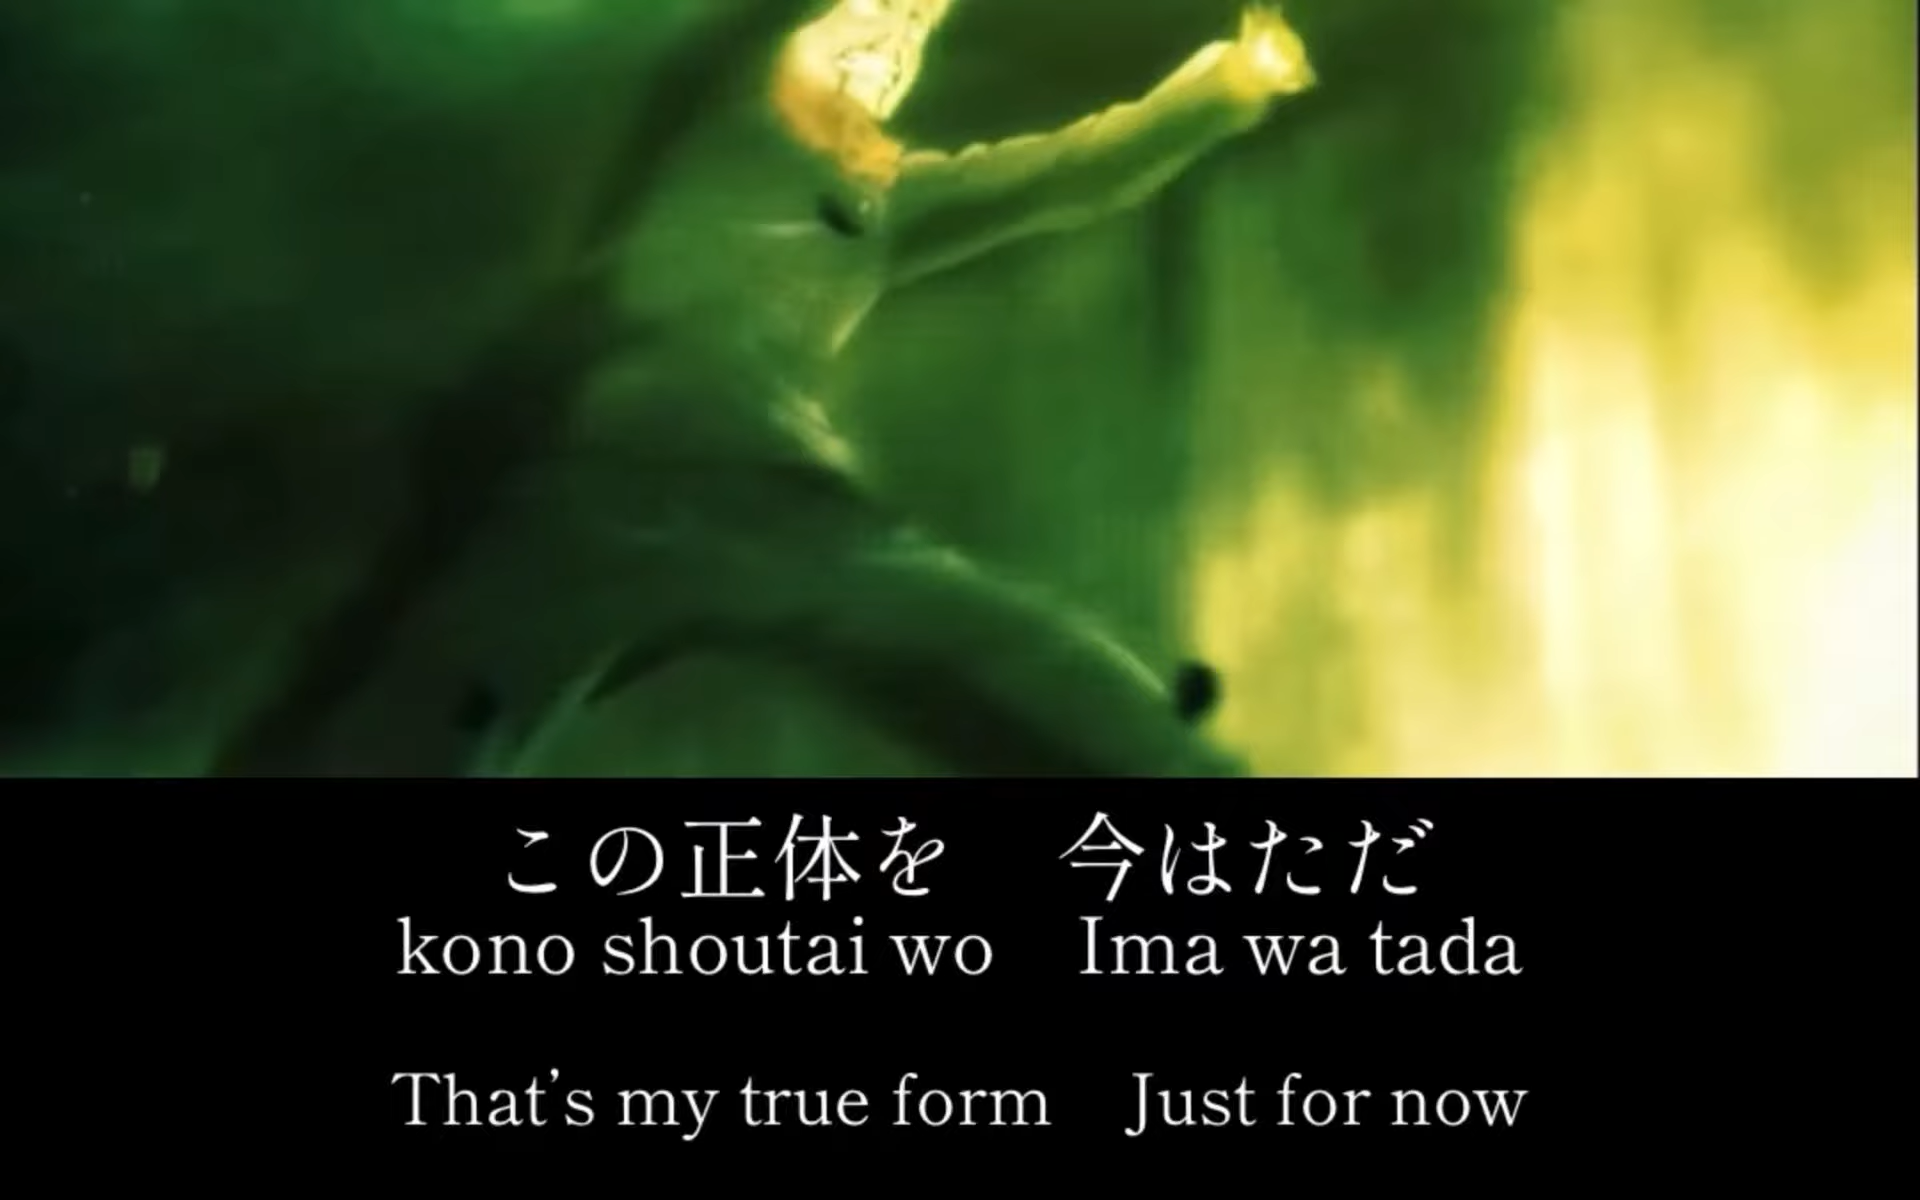 この正体を　今はただ
kono shoutai wo　Ima wa tada
That's my true form　Just for now